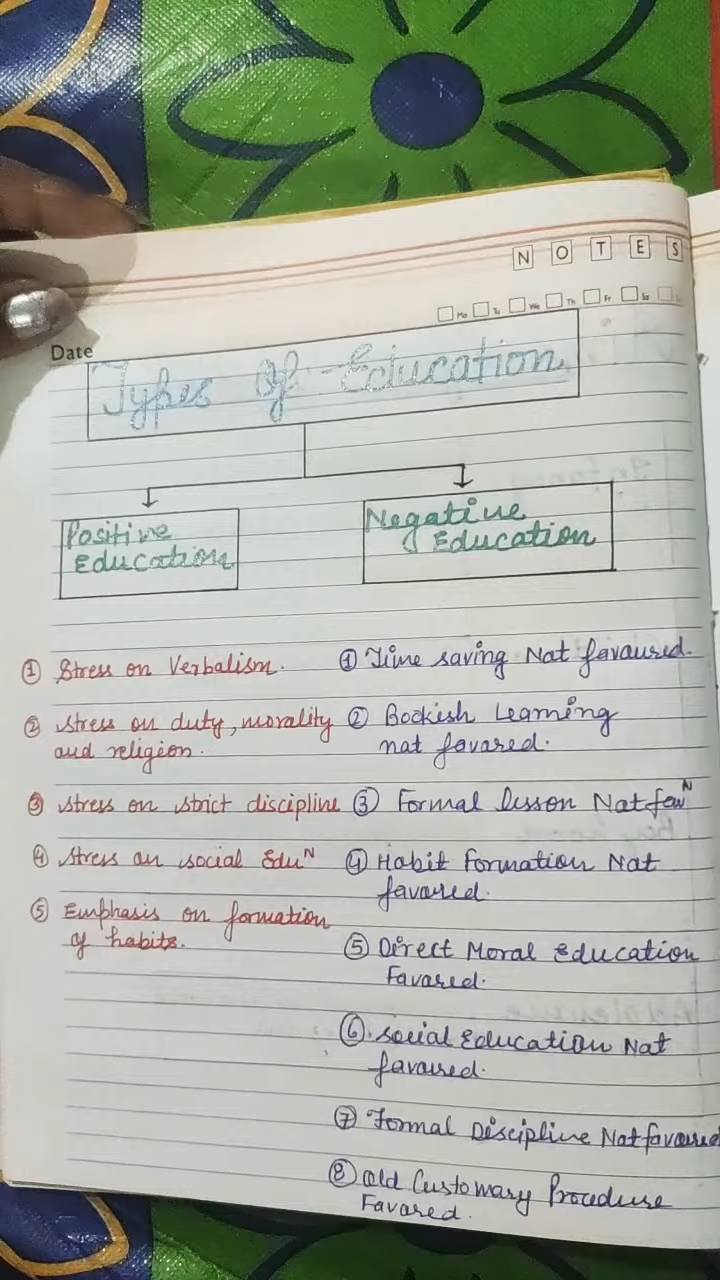 N O T E S
Mo Tu We Th Fr Sa
Date
Types Of Education
Positive
Education
Negative
Education
① Stress on Verbalism.
② stress on duty, morality
and religion.
③ stress on strict discipline
④ stress on social Eduᴺ
⑤ Emphasis on formation
of habits.
① Time saving Not favoured.
② Bookish Learning
not favored.
③ Formal lesson Not favᴺ
④ Habit Formation Not
favored.
⑤ Direct Moral Education
Favared.
⑥ Social Education Not
favoured.
⑦ Formal Discipline Not favoured
⑧ Old Customary Procedure
Favored.